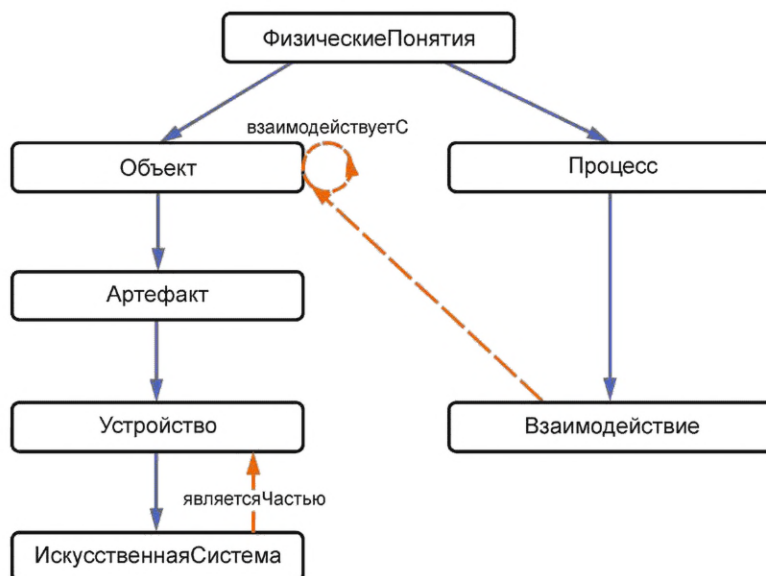 ФизическиеПонятия
взаимодействуетС
Объект
Процесс
Артефакт
Устройство
Взаимодействие
являетсяЧастью
ИскусственнаяСистема